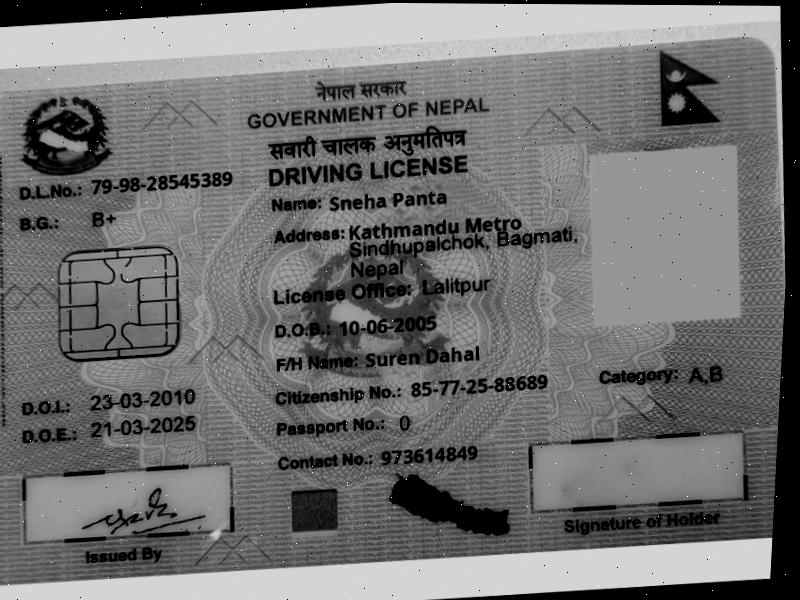 नेपाल सरकार
GOVERNMENT OF NEPAL
सवारी चालक अनुमतिपत्र
DRIVING LICENSE
D.L.No.: 79-98-28545389
B.G.: B+
Name: Sneha Panta
Address: Kathmandu Metro
Sindhupalchok, Bagmati,
Nepal
License Office: Lalitpur
D.O.B.: 10-06-2005
F/H Name: Suren Dahal
Citizenship No.: 85-77-25-88689
Category: A,B
D.O.I.: 23-03-2010
D.O.E.: 21-03-2025
Passport No.: 0
Contact No.: 973614849
Issued By
Signature of Holder